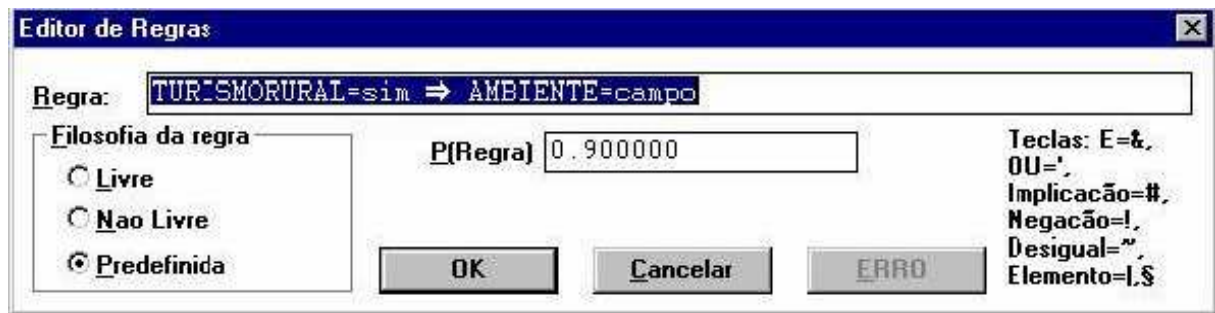 Editor de Regras
Regra: TURISMORURAL=sim ⇒ AMBIENTE=campo
Filosofia da regra
Livre
Nao Livre
Predefinida
P(Regra) 0.900000
OK
Cancelar
ERRO
Teclas: E=&,
OU=',
Implicacão=#,
Negacão=!,
Desigual=~,
Elemento=|,§